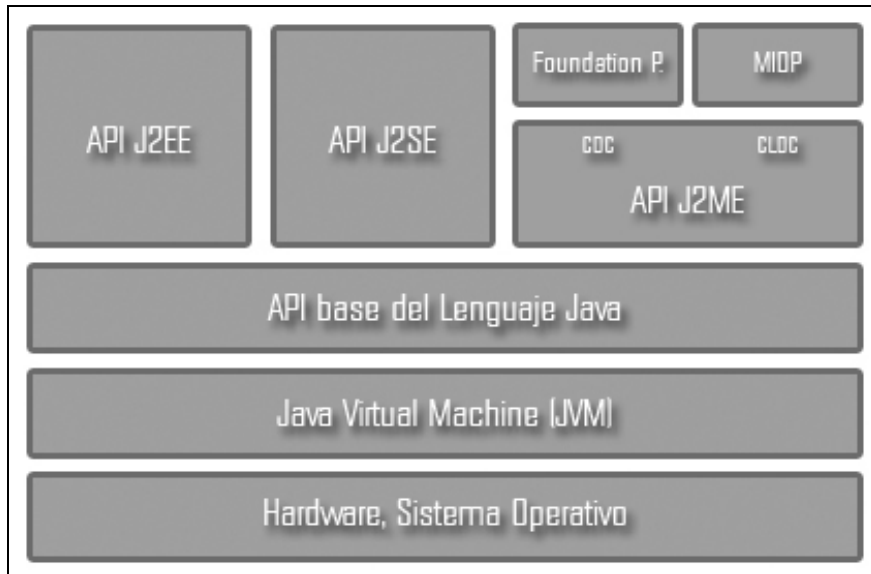 Foundation P.
MIDP
API J2EE
API J2SE
CDC
CLDC
API J2ME
API base del Lenguaje Java
Java Virtual Machine (JVM)
Hardware, Sistema Operativo